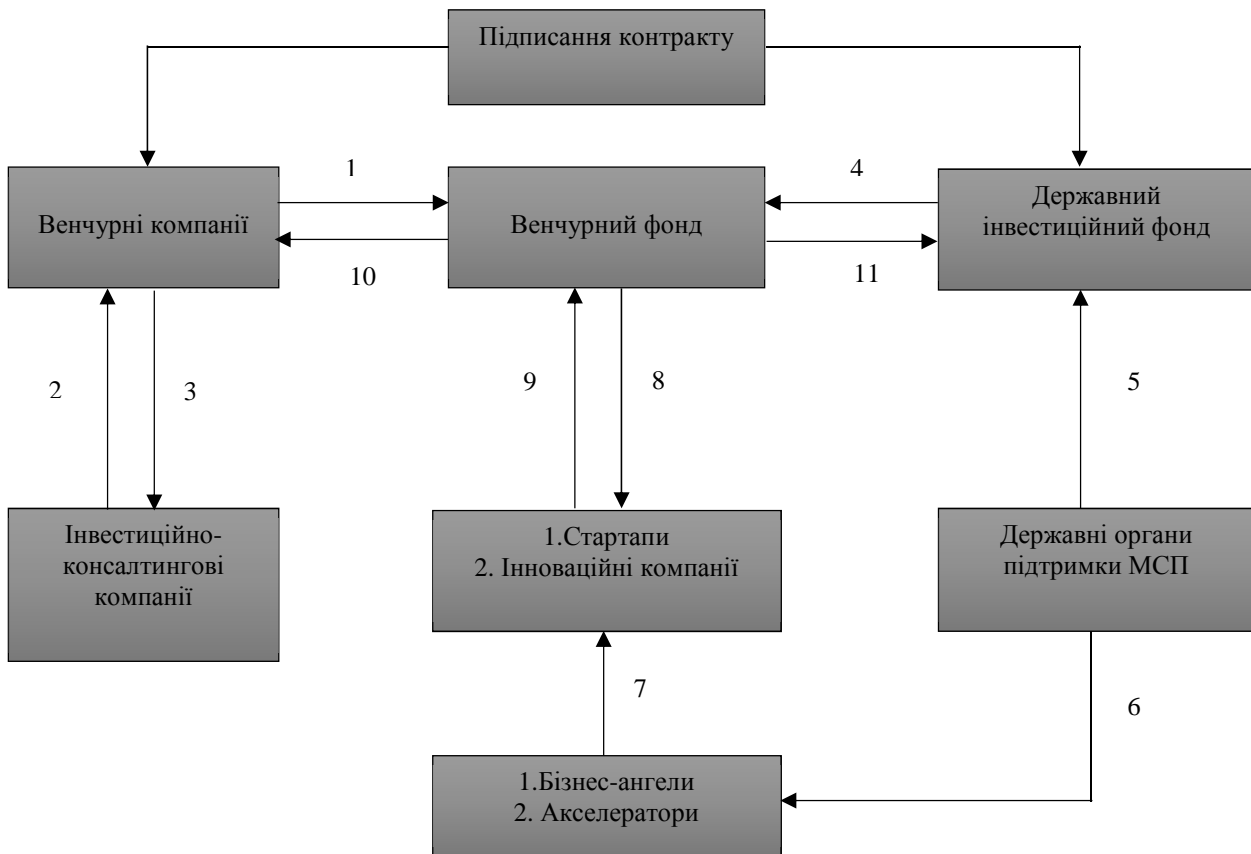 Підписання контракту
1
4
Венчурні компанії
Венчурний фонд
Державний
інвестиційний фонд
10
11
2
3
9
8
5
Інвестиційно-
консалтингові
компанії
1.Стартапи
2. Інноваційні компанії
Державні органи
підтримки МСП
7
6
1.Бізнес-ангели
2. Акселератори